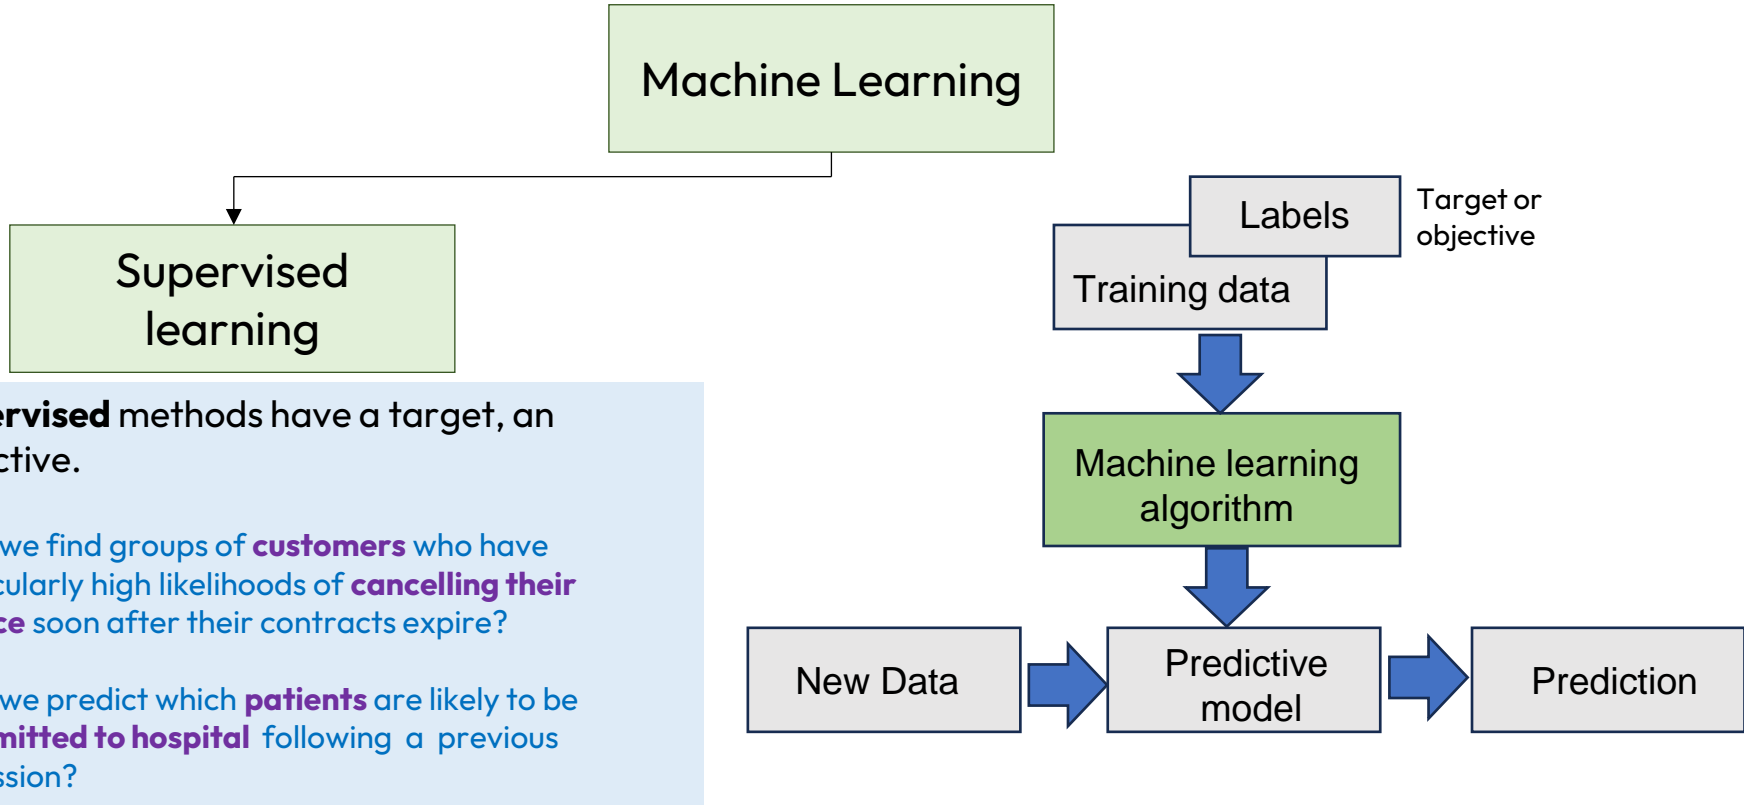 Machine Learning
Supervised
learning
ervised methods have a target, an
ctive.
we find groups of customers who have
cularly high likelihoods of cancelling their
ce soon after their contracts expire?
we predict which patients are likely to be
mitted to hospital following a previous
ssion?
Labels
Target or
objective
Training data
Machine learning
algorithm
New Data
Predictive
model
Prediction